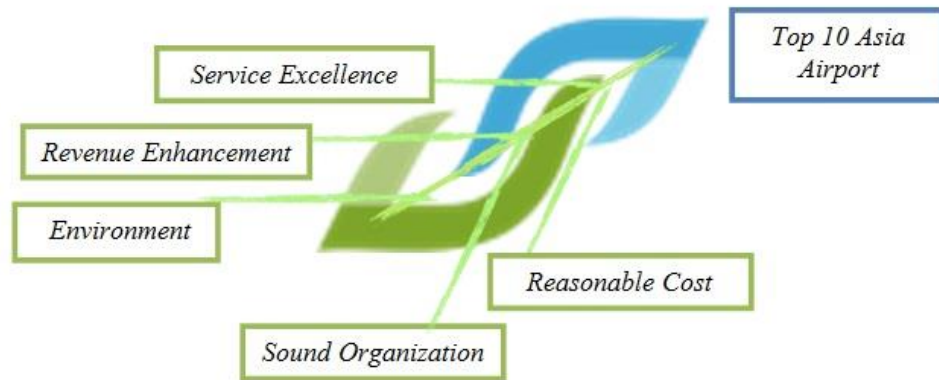 Top 10 Asia
Airport
Service Excellence
Revenue Enhancement
Environment
Reasonable Cost
Sound Organization